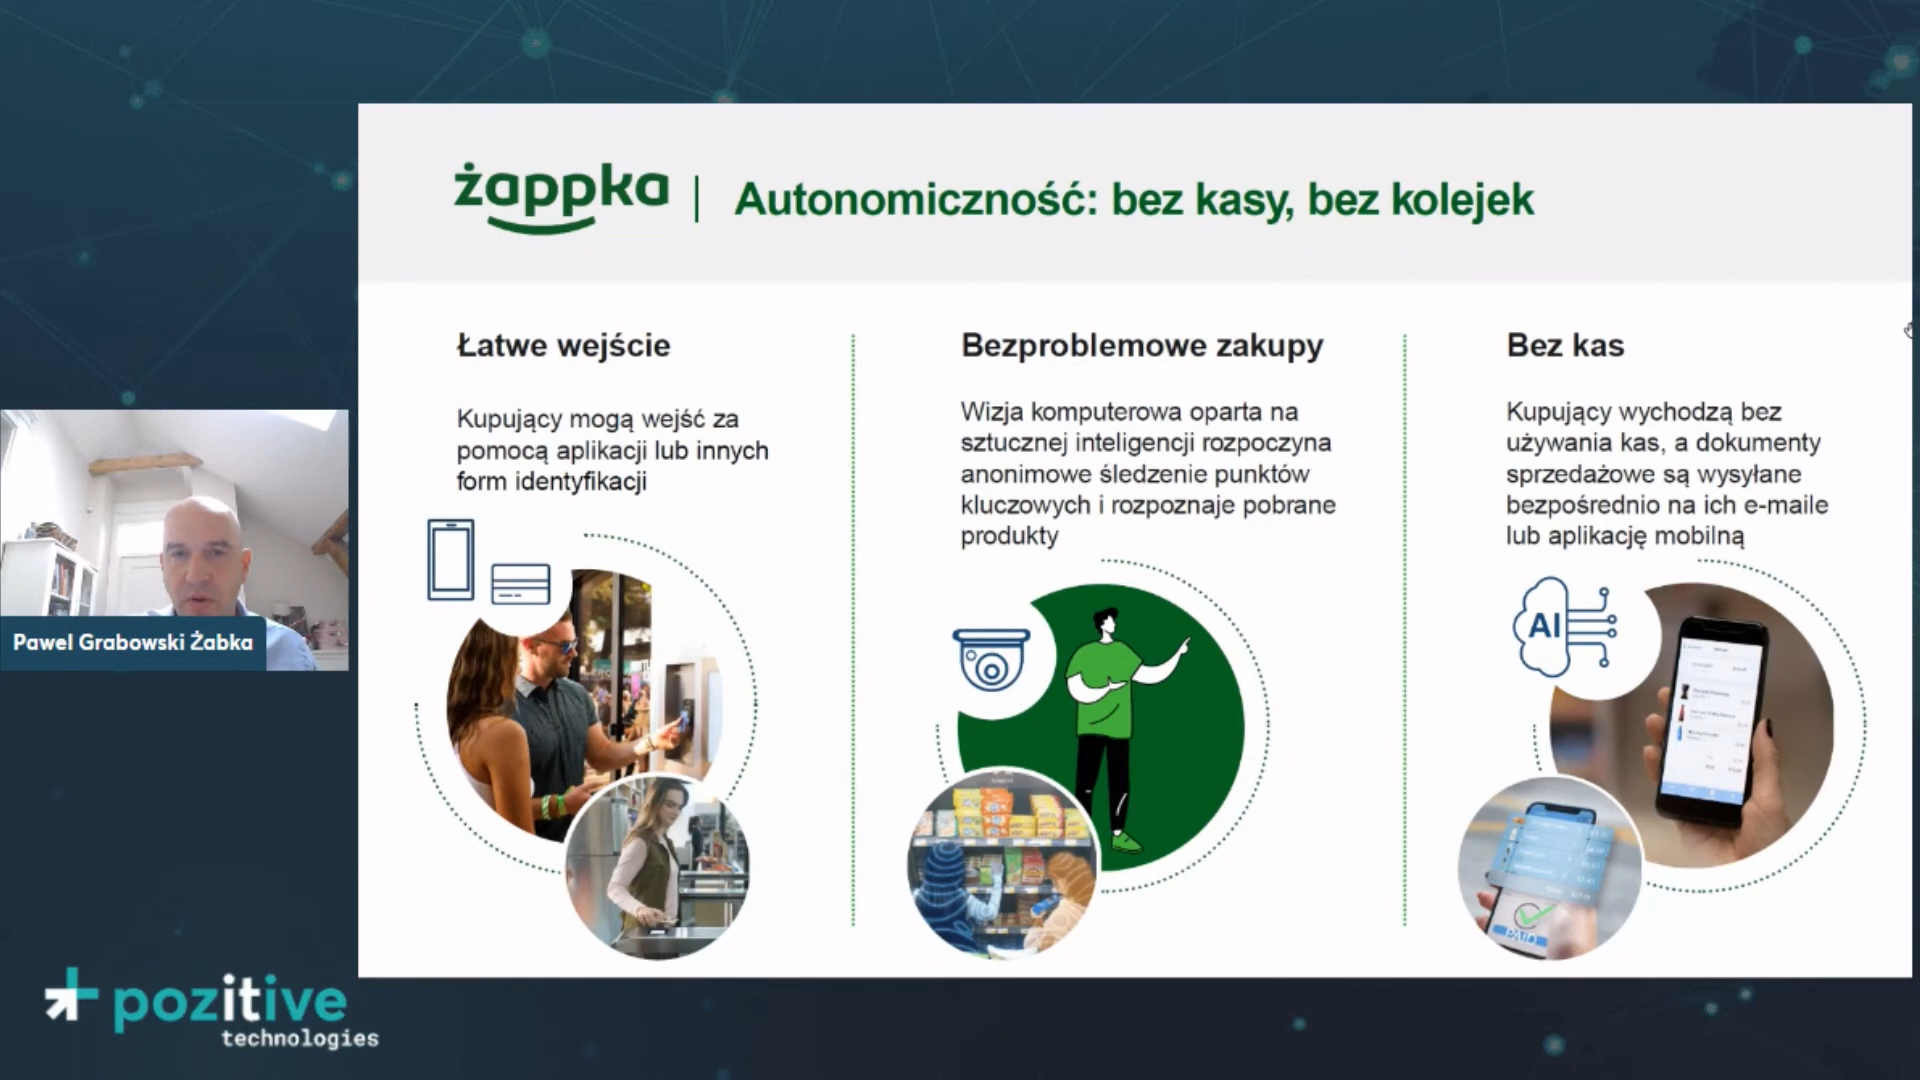 żappka
Autonomiczność: bez kasy, bez kolejek
Łatwe wejście
Kupujący mogą wejść za
pomocą aplikacji lub innych
form identyfikacji
Bezproblemowe zakupy
Wizja komputerowa oparta na
sztucznej inteligencji rozpoczyna
anonimowe śledzenie punktów
kluczowych i rozpoznaje pobrane
produkty
Bez kas
Kupujący wychodzą bez
używania kas, a dokumenty
sprzedażowe są wysyłane
bezpośrednio na ich e-maile
lub aplikację mobilną
AI
PAID
Pawel Grabowski Żabka
pozitive
technologies